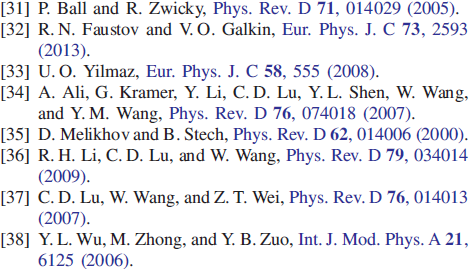 [31] P. Ball and R. Zwicky, Phys. Rev. D 71, 014029 (2005).
[32] R. N. Faustov and V. O. Galkin, Eur. Phys. J. C 73, 2593
(2013).
[33] U. O. Yilmaz, Eur. Phys. J. C 58, 555 (2008).
[34] A. Ali, G. Kramer, Y. Li, C. D. Lu, Y. L. Shen, W. Wang,
and Y. M. Wang, Phys. Rev. D 76, 074018 (2007).
[35] D. Melikhov and B. Stech, Phys. Rev. D 62, 014006 (2000).
[36] R. H. Li, C. D. Lu, and W. Wang, Phys. Rev. D 79, 034014
(2009).
[37] C. D. Lu, W. Wang, and Z. T. Wei, Phys. Rev. D 76, 014013
(2007).
[38] Y. L. Wu, M. Zhong, and Y. B. Zuo, Int. J. Mod. Phys. A 21,
6125 (2006).